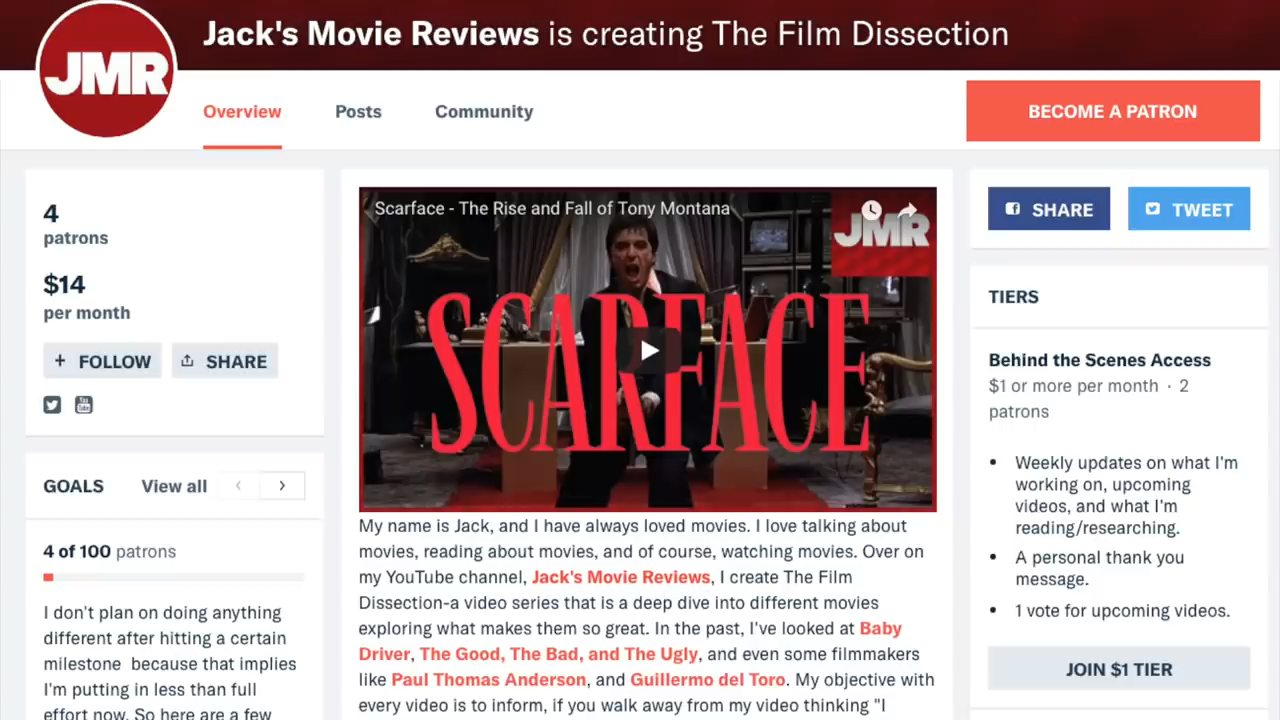 JMR
Jack's Movie Reviews is creating The Film Dissection
Overview
Posts
Community
BECOME A PATRON
4
patrons
$14
per month
+ FOLLOW
SHARE
You
Tube
GOALS
View all
4 of 100 patrons
I don't plan on doing anything
different after hitting a certain
milestone because that implies
I'm putting in less than full
effort now. So here are a few
Scarface - The Rise and Fall of Tony Montana
JMR
SCARFACE
My name is Jack, and I have always loved movies. I love talking about
movies, reading about movies, and of course, watching movies. Over on
my YouTube channel, Jack's Movie Reviews, I create The Film
Dissection-a video series that is a deep dive into different movies
exploring what makes them so great. In the past, I've looked at Baby
Driver, The Good, The Bad, and The Ugly, and even some filmmakers
like Paul Thomas Anderson, and Guillermo del Toro. My objective with
every video is to inform, if you walk away from my video thinking "I
SHARE
TWEET
TIERS
Behind the Scenes Access
$1 or more per month · 2
patrons
• Weekly updates on what I'm
working on, upcoming
videos, and what I'm
reading/researching.
• A personal thank you
message.
• 1 vote for upcoming videos.
JOIN $1 TIER